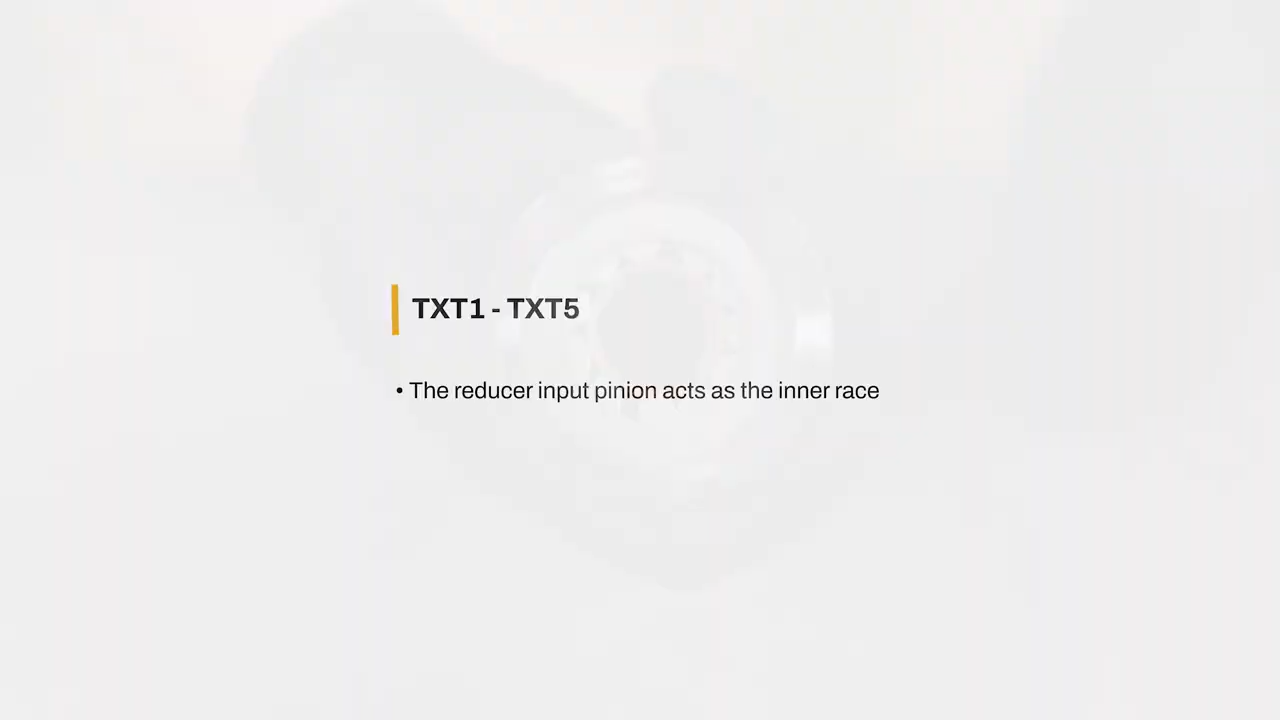 TXT1 - TXT5
• The reducer input pinion acts as the inner race